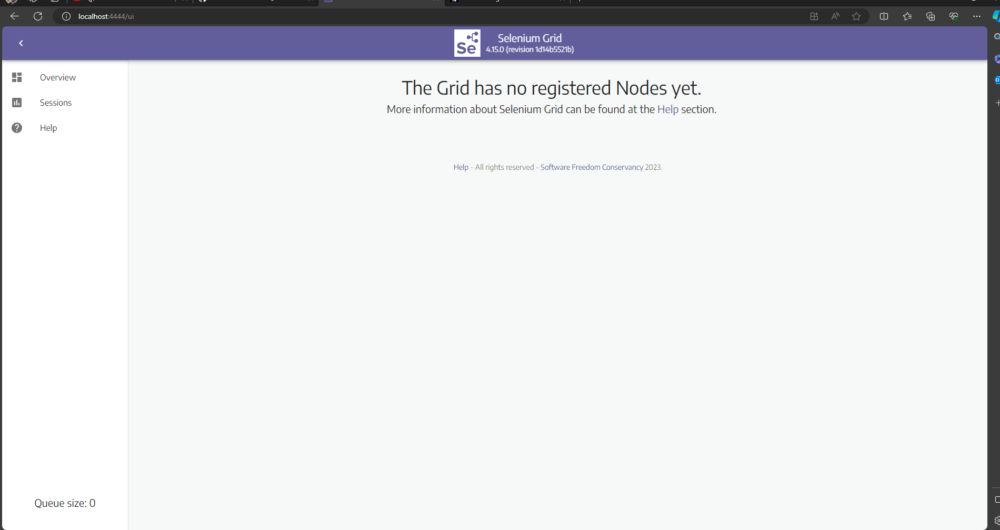 localhost:4444/ui
Se
Selenium Grid
4.15.0 (revision 1d14b5521b)
Overview
Sessions
Help
The Grid has no registered Nodes yet.
More information about Selenium Grid can be found at the Help section.
Help - All rights reserved - Software Freedom Conservancy 2023.
Queue size: 0